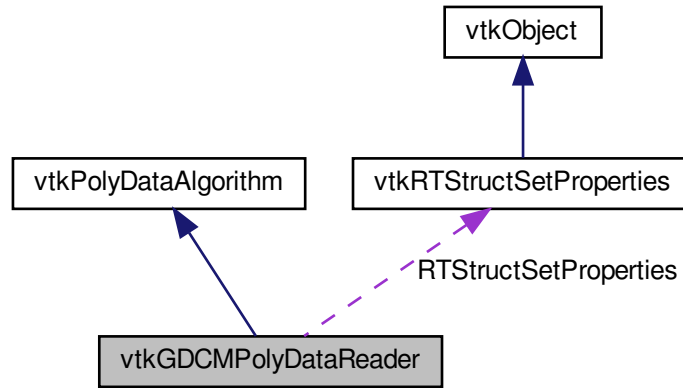 vtkObject
vtkPolyDataAlgorithm
vtkRTStructSetProperties
RTStructSetProperties
vtkGDCMPolyDataReader